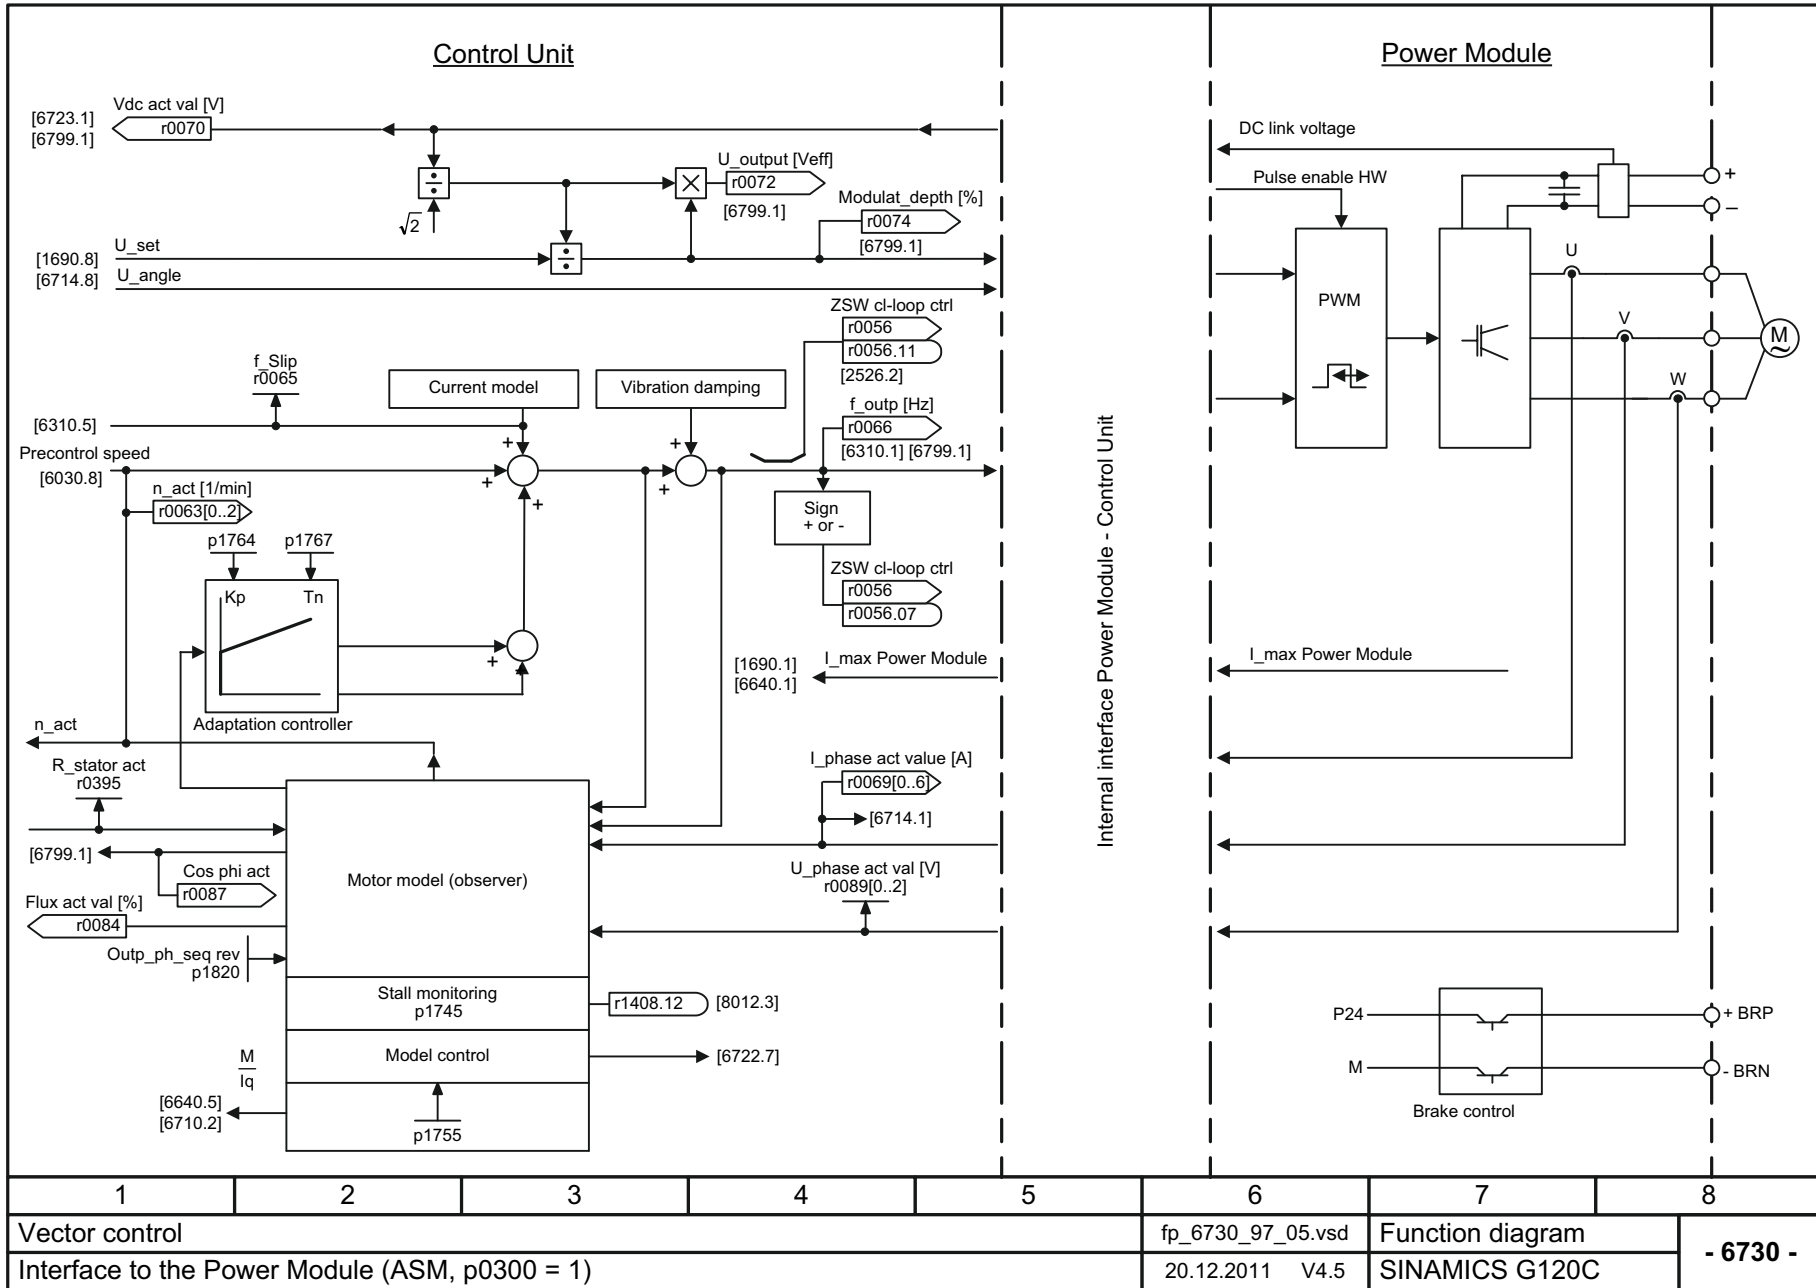 Control Unit
Power Module
Vdc act val [V]
[6723.1]
[6799.1]
r0070
√2
U_output [Veff]
r0072
[6799.1]
Modulat_depth [%]
r0074
[6799.1]
U_set
[1690.8]
[6714.8]
U_angle
ZSW cl-loop ctrl
r0056
r0056.11
[2526.2]
f_Slip
r0065
Current model
Vibration damping
f_outp [Hz]
r0066
[6310.1] [6799.1]
[6310.5]
Precontrol speed
[6030.8]
n_act [1/min]
r0063[0..2]
+
+
+
+
+
Sign
+ or -
ZSW cl-loop ctrl
r0056
r0056.07
p1764
p1767
Kp
Tn
+
+
Adaptation controller
[1690.1]
[6640.1]
I_max Power Module
n_act
R_stator act
r0395
I_phase act value [A]
r0069[0..6]
[6714.1]
[6799.1]
Cos phi act
r0087
Motor model (observer)
U_phase act val [V]
r0089[0..2]
Flux act val [%]
r0084
Outp_ph_seq rev
p1820
Stall monitoring
p1745
r1408.12
[8012.3]
Model control
[6722.7]
M
Iq
[6640.5]
[6710.2]
p1755
Internal interface Power Module - Control Unit
DC link voltage
Pulse enable HW
+
–
PWM
U
V
W
M
~
I_max Power Module
P24
+ BRP
M
- BRN
Brake control
1 2 3 4 5 6 7 8
Vector control
fp_6730_97_05.vsd
Function diagram
- 6730 -
Interface to the Power Module (ASM, p0300 = 1)
20.12.2011 V4.5
SINAMICS G120C